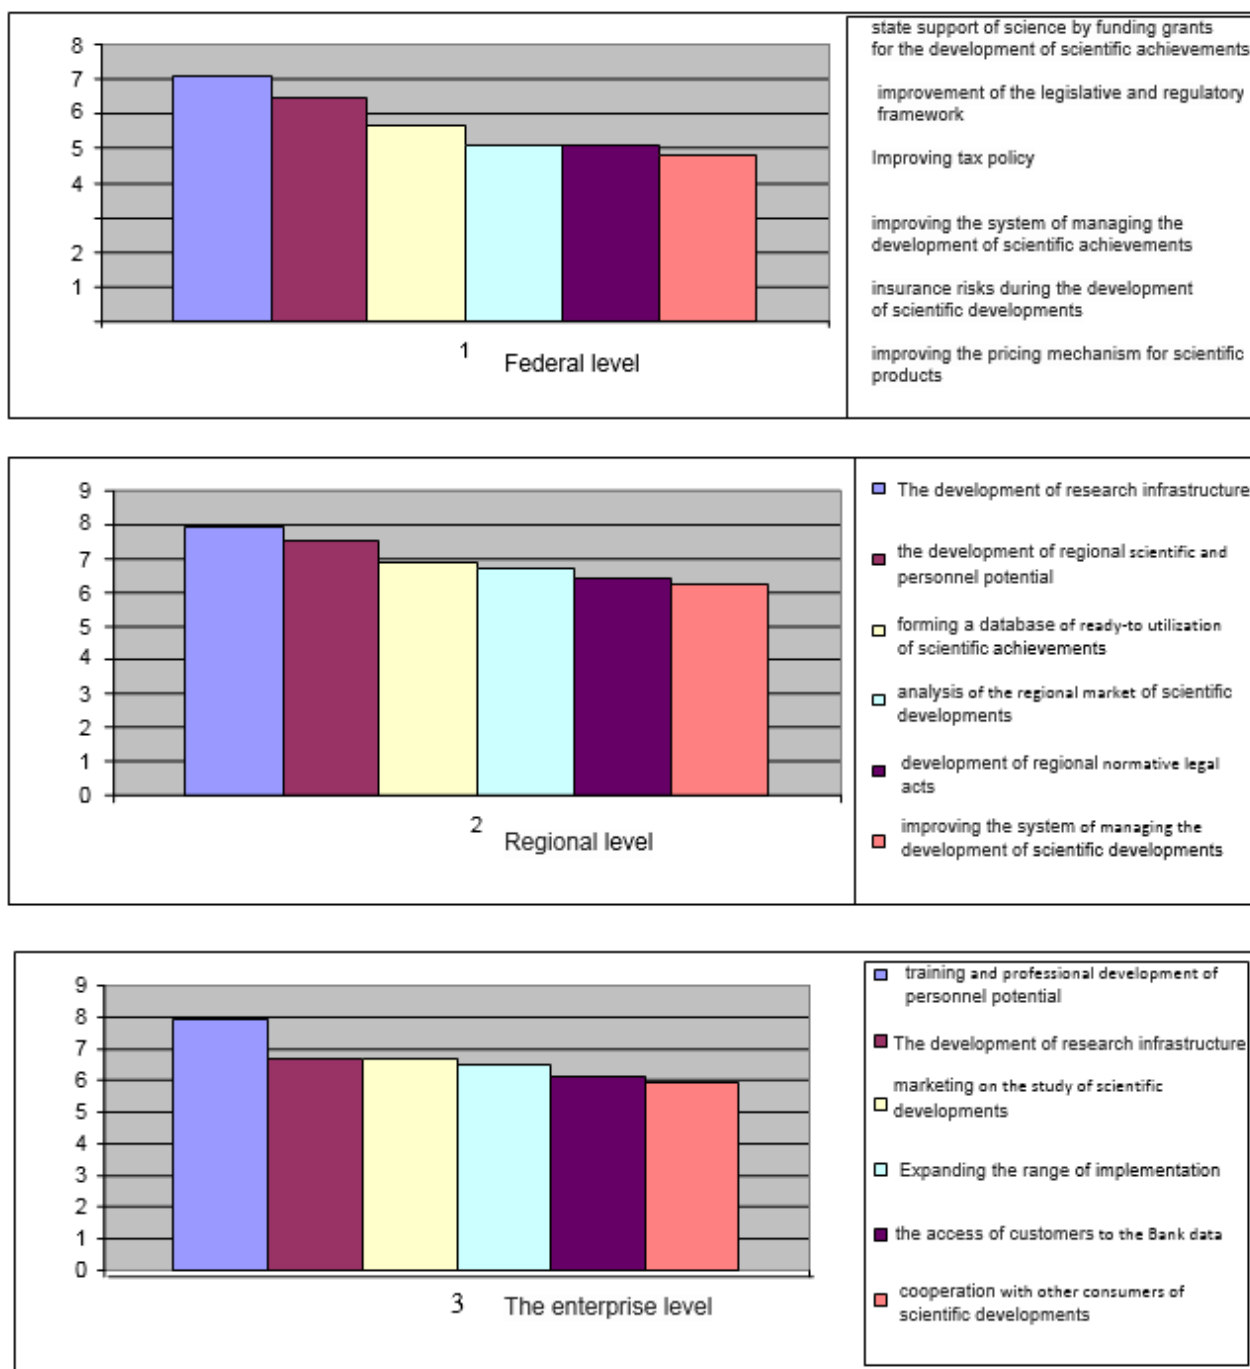 8
7
6
5
4
2
1
1 Federal level
state support of science by funding grants
for the development of scientific achievements
improvement of the legislative and regulatory
framework
Improving tax policy
improving the system of managing the
development of scientific achievements
insurance risks during the development
of scientific developments
improving the pricing mechanism for scientific
products
9
8
7
6
5
4
3
2
1
0
2 Regional level
The development of research infrastructure
the development of regional scientific and
personnel potential
forming a database of ready-to utilization
of scientific achievements
analysis of the regional market of scientific
developments
development of regional normative legal
acts
improving the system of managing the
development of scientific developments
9
8
7
6
5
4
3
2
1
0
3 The enterprise level
training and professional development of
personnel potential
The development of research infrastructure
marketing on the study of scientific
developments
Expanding the range of implementation
the access of customers to the Bank data
cooperation with other consumers of
scientific developments